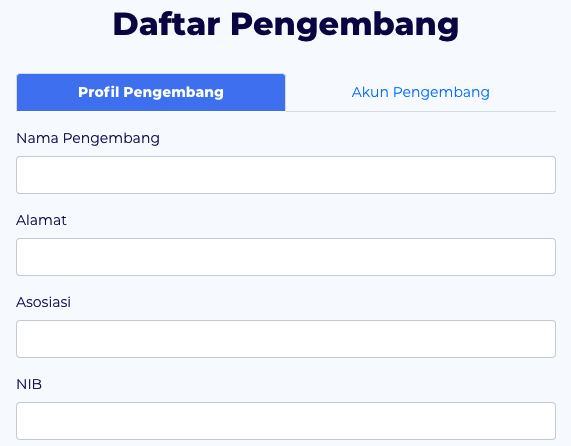 Daftar Pengembang
Profil Pengembang
Akun Pengembang
Nama Pengembang
Alamat
Asosiasi
NIB